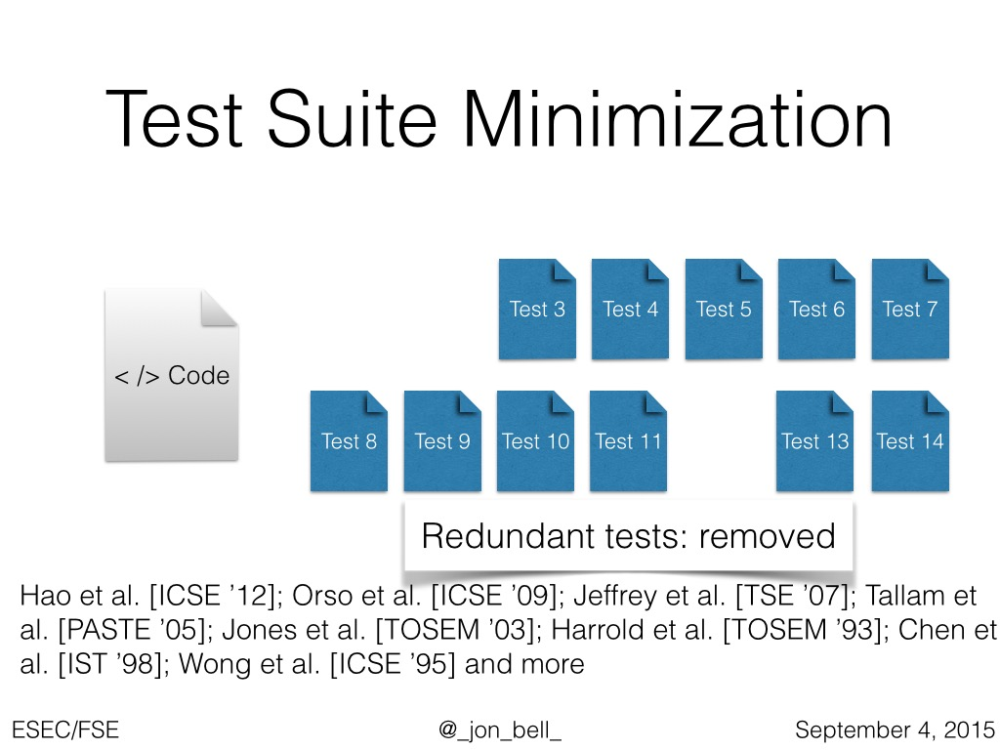 Test Suite Minimization
Test 3 Test 4 Test 5 Test 6 Test 7
< /> Code
Test 8 Test 9 Test 10 Test 11 Test 13 Test 14
Redundant tests: removed
Hao et al. [ICSE ’12]; Orso et al. [ICSE ’09]; Jeffrey et al. [TSE ’07]; Tallam et
al. [PASTE ’05]; Jones et al. [TOSEM ’03]; Harrold et al. [TOSEM ’93]; Chen et
al. [IST ’98]; Wong et al. [ICSE ’95] and more
ESEC/FSE @_jon_bell_ September 4, 2015